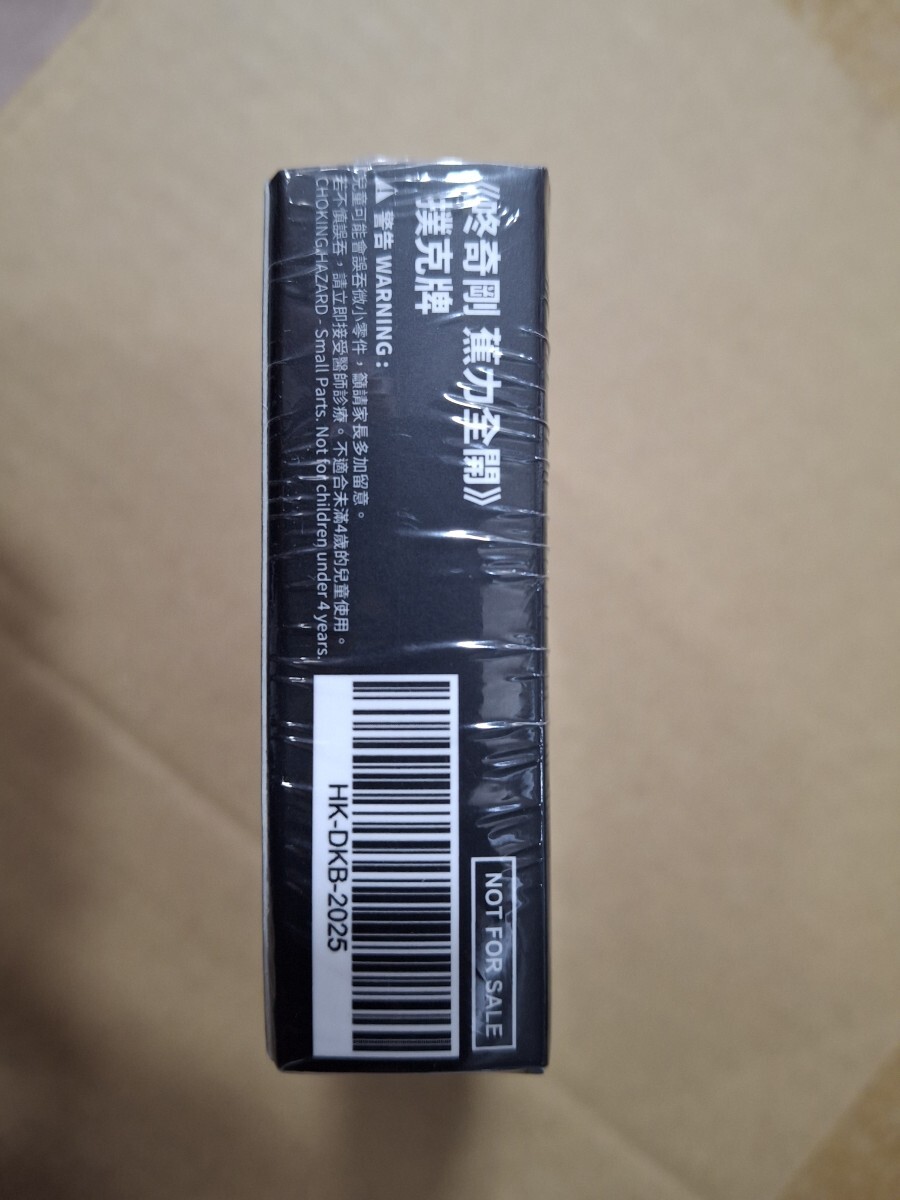 《咚奇剛 蕉力全開》
撲克牌
警告 WARNING：
兒童可能會誤吞微小零件，籲請家長多加留意。
若不慎誤吞，請立即接受醫師診療。不適合未滿4歲的兒童使用。
CHOKING HAZARD - Small Parts. Not for children under 4 years.
HK-DKB-2025
NOT FOR SALE